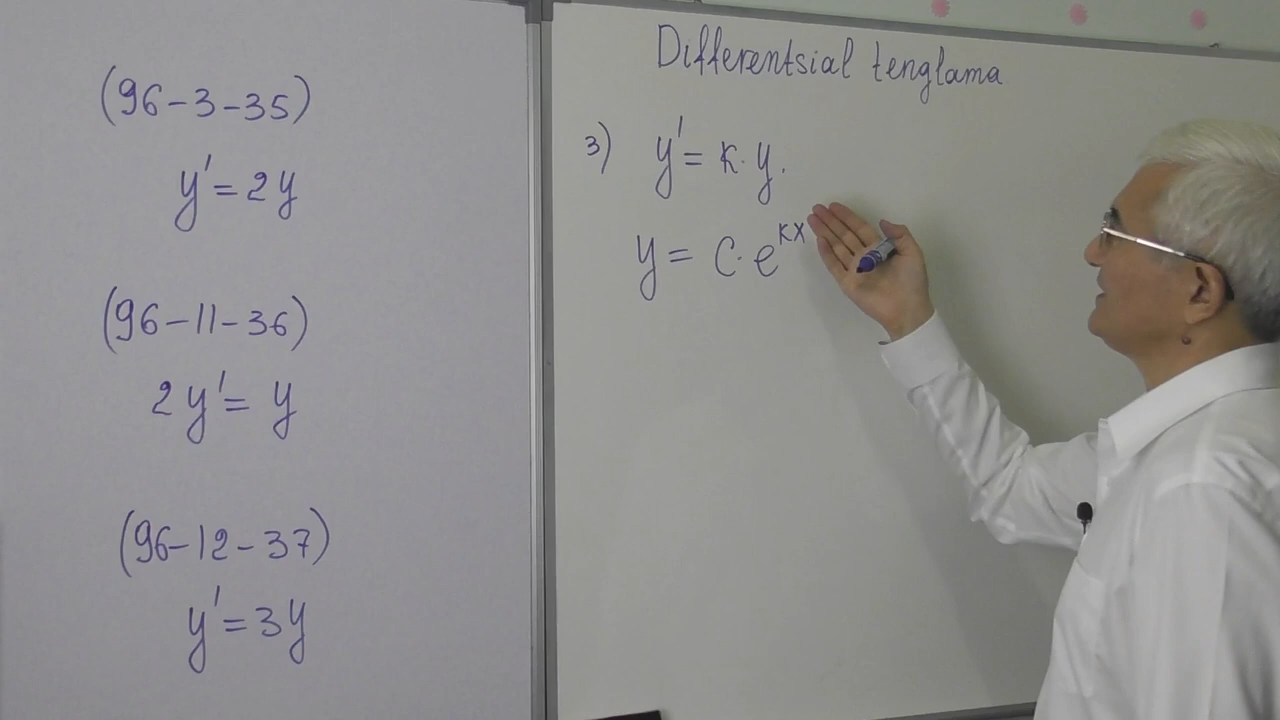 (96-3-35)
y' = 2y
(96-11-36)
2y' = y
(96-12-37)
y' = 3y
Differentsial tenglama
3) y' = k·y.
y = C·e^kx